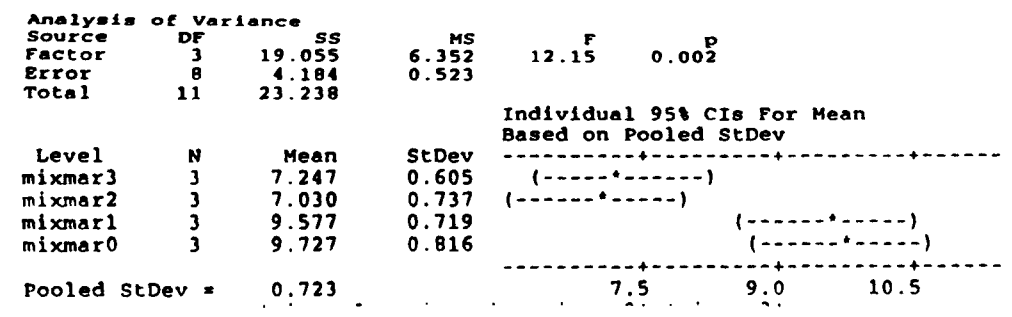 Analysis of Variance
Source DF SS MS F p
Factor 3 19.055 6.352 12.15 0.002
Error 8 4.184 0.523
Total 11 23.238
Individual 95% CIs For Mean
Based on Pooled StDev
Level N Mean StDev ----------+---------+---------+------
mixmar3 3 7.247 0.605 (-----*------)
mixmar2 3 7.030 0.737 (------*-----)
mixmar1 3 9.577 0.719 (------*-----)
mixmar0 3 9.727 0.816 (------*-----)
----------+---------+---------+------
Pooled StDev = 0.723 7.5 9.0 10.5